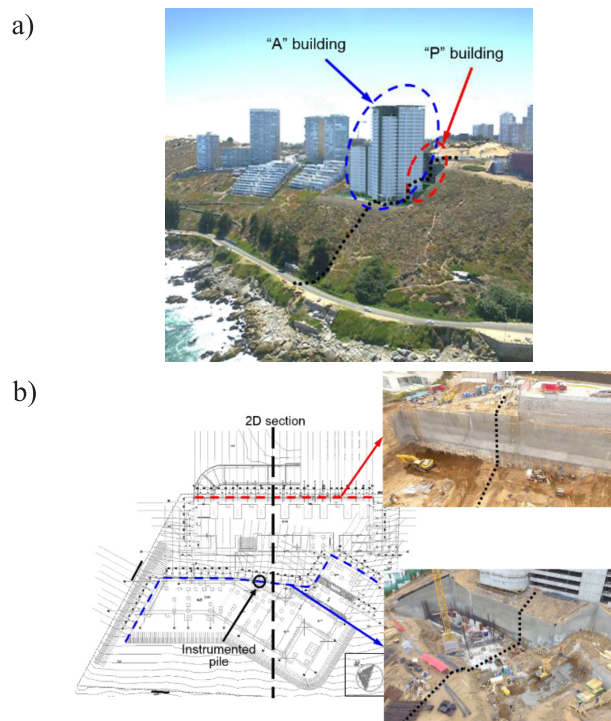 a)
"A" building
"P" building
b)
2D section
Instrumented
pile